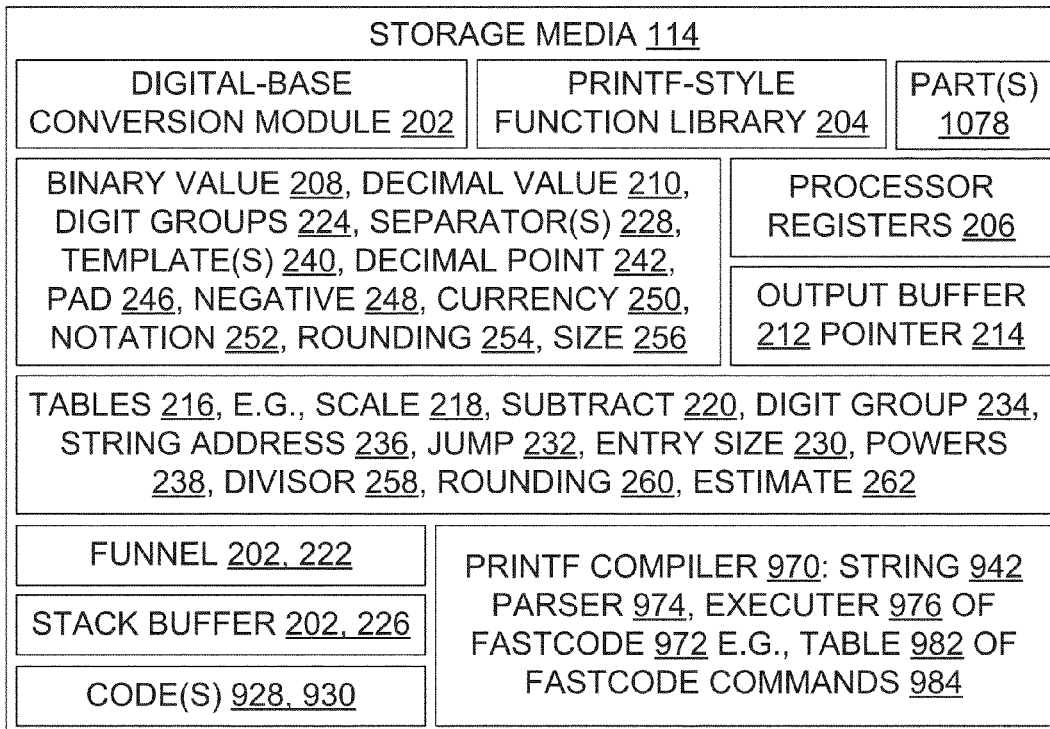 STORAGE MEDIA 114
DIGITAL-BASE
CONVERSION MODULE 202
PRINTF-STYLE
FUNCTION LIBRARY 204
PART(S)
1078
BINARY VALUE 208, DECIMAL VALUE 210,
DIGIT GROUPS 224, SEPARATOR(S) 228,
TEMPLATE(S) 240, DECIMAL POINT 242,
PAD 246, NEGATIVE 248, CURRENCY 250,
NOTATION 252, ROUNDING 254, SIZE 256
PROCESSOR
REGISTERS 206
OUTPUT BUFFER
212 POINTER 214
TABLES 216, E.G., SCALE 218, SUBTRACT 220, DIGIT GROUP 234,
STRING ADDRESS 236, JUMP 232, ENTRY SIZE 230, POWERS
238, DIVISOR 258, ROUNDING 260, ESTIMATE 262
FUNNEL 202, 222
STACK BUFFER 202, 226
CODE(S) 928, 930
PRINTF COMPILER 970: STRING 942
PARSER 974, EXECUTER 976 OF
FASTCODE 972 E.G., TABLE 982 OF
FASTCODE COMMANDS 984